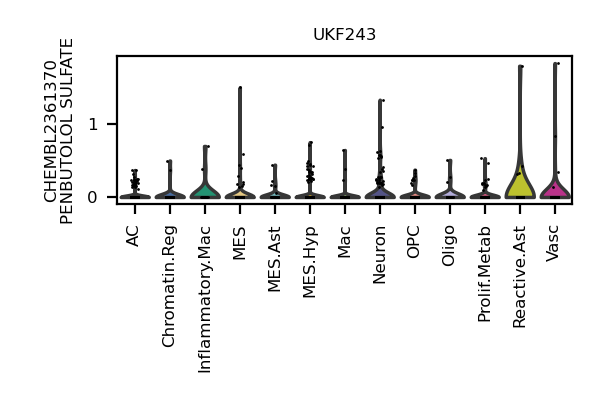 UKF243
CHEMBL2361370
PENBUTOLOL SULFATE
1
0
AC
Chromatin.Reg
Inflammatory.Mac
MES
MES.Ast
MES.Hyp
Mac
Neuron
OPC
Oligo
Prolif.Metab
Reactive.Ast
Vasc